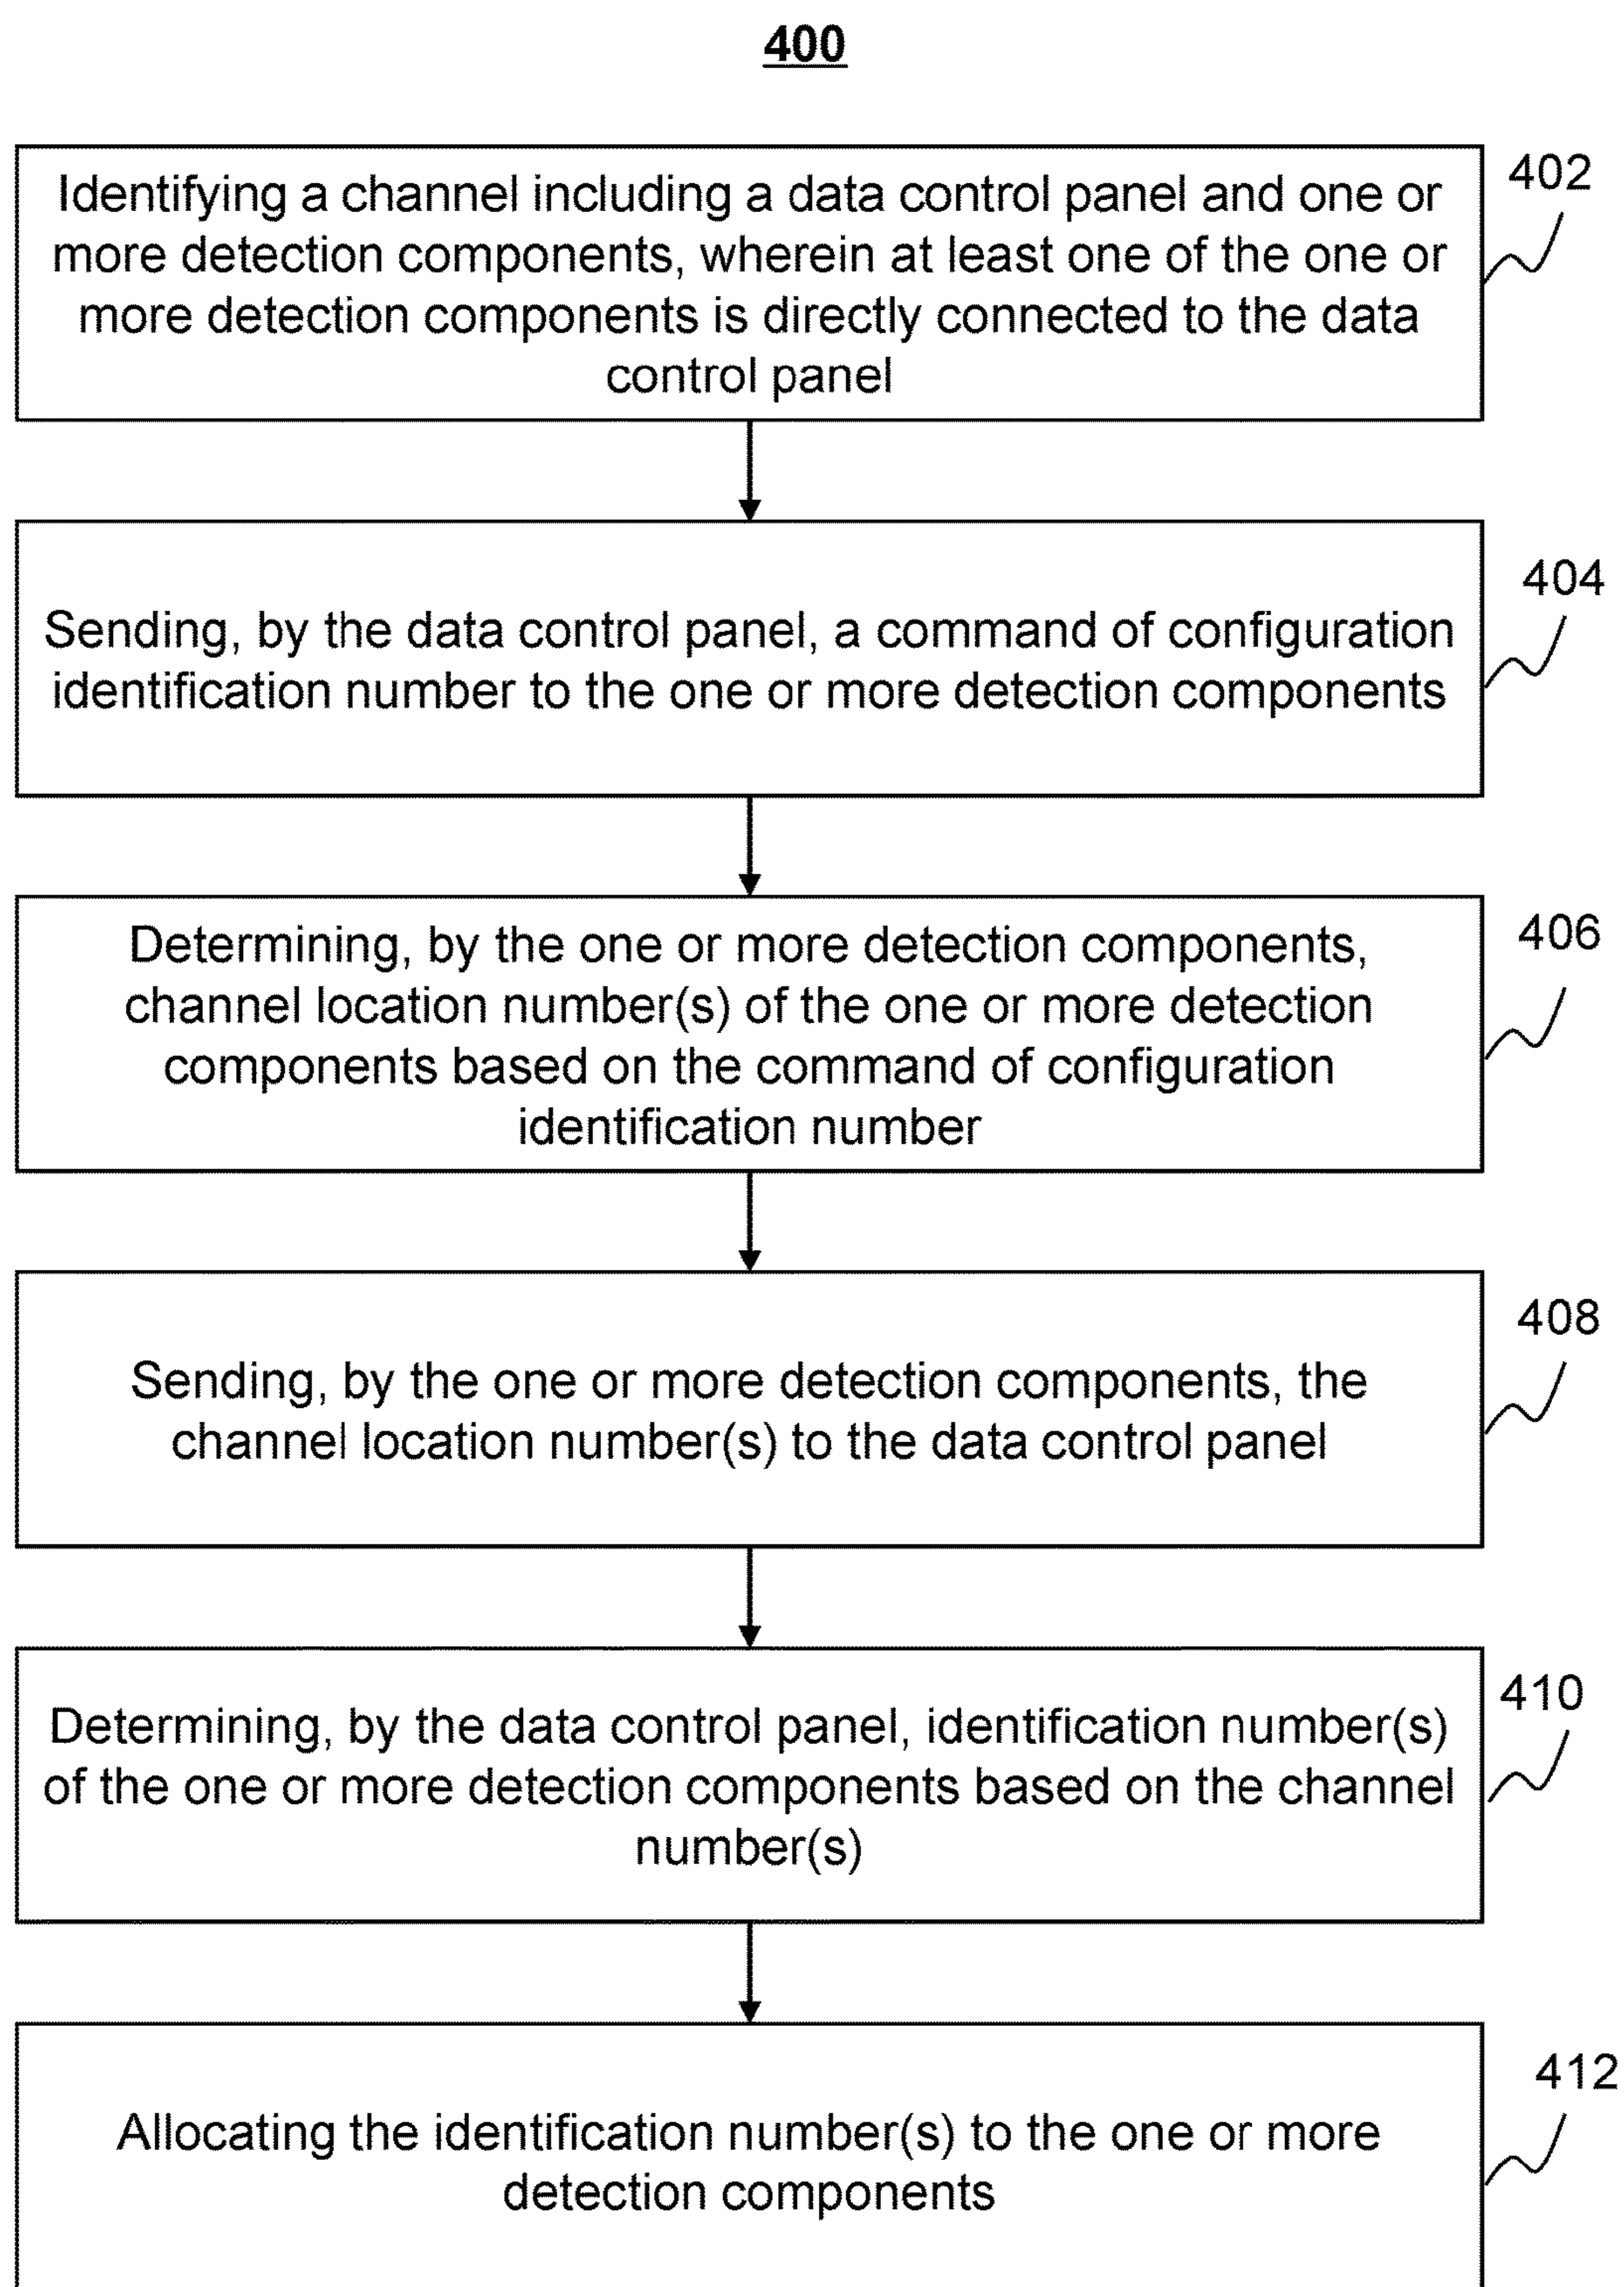 400
Identifying a channel including a data control panel and one or
more detection components, wherein at least one of the one or
more detection components is directly connected to the data
control panel
402
Sending, by the data control panel, a command of configuration
identification number to the one or more detection components
404
Determining, by the one or more detection components,
channel location number(s) of the one or more detection
components based on the command of configuration
identification number
406
Sending, by the one or more detection components, the
channel location number(s) to the data control panel
408
Determining, by the data control panel, identification number(s)
of the one or more detection components based on the channel
number(s)
410
Allocating the identification number(s) to the one or more
detection components
412